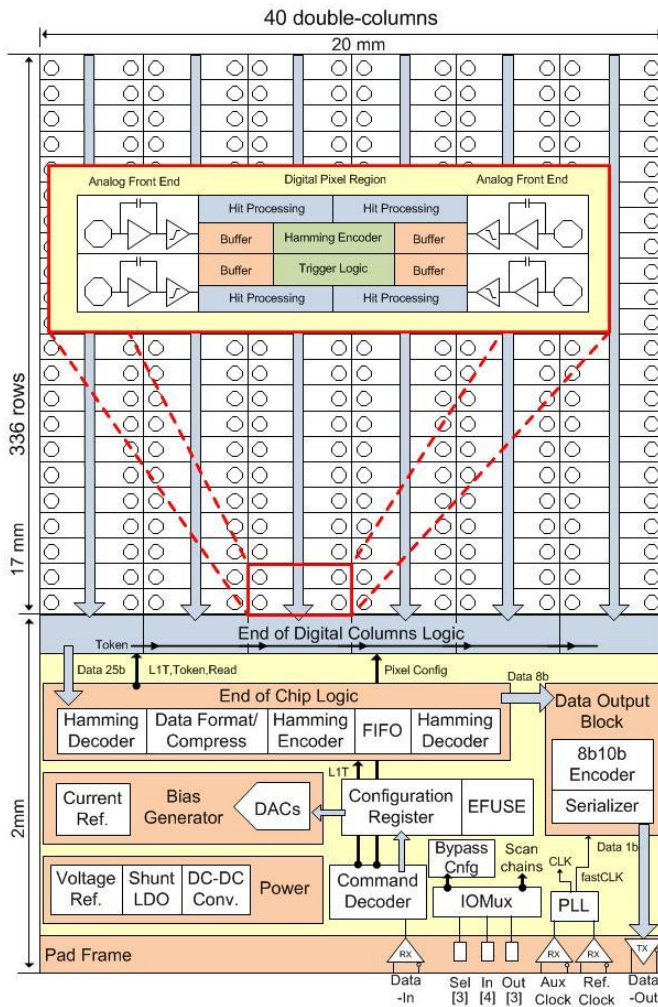 40 double-columns
20 mm
336 rows
17 mm
Analog Front End
Digital Pixel Region
Analog Front End
Hit Processing
Hit Processing
Buffer
Hamming Encoder
Buffer
Buffer
Trigger Logic
Buffer
Hit Processing
Hit Processing
2mm
End of Digital Columns Logic
Token
Data 25b
L1T,Token,Read
Pixel Config
Data 8b
End of Chip Logic
Hamming
Decoder
Data Format/
Compress
Hamming
Encoder
FIFO
Hamming
Decoder
Data Output
Block
8b10b
Encoder
Serializer
L1T
Current
Ref.
Bias
Generator
DACs
Configuration
Register
EFUSE
Voltage
Ref.
Shunt
LDO
DC-DC
Conv.
Power
Command
Decoder
Bypass
Cnfg
Scan
chains
IOMux
CLK
fastCLK
Data 1b
PLL
Pad Frame
RX
RX
RX
TX
Data
-In
Sel
[3]
In
[4]
Out
[3]
Aux
Clock
Ref.
Clock
Data
-Out